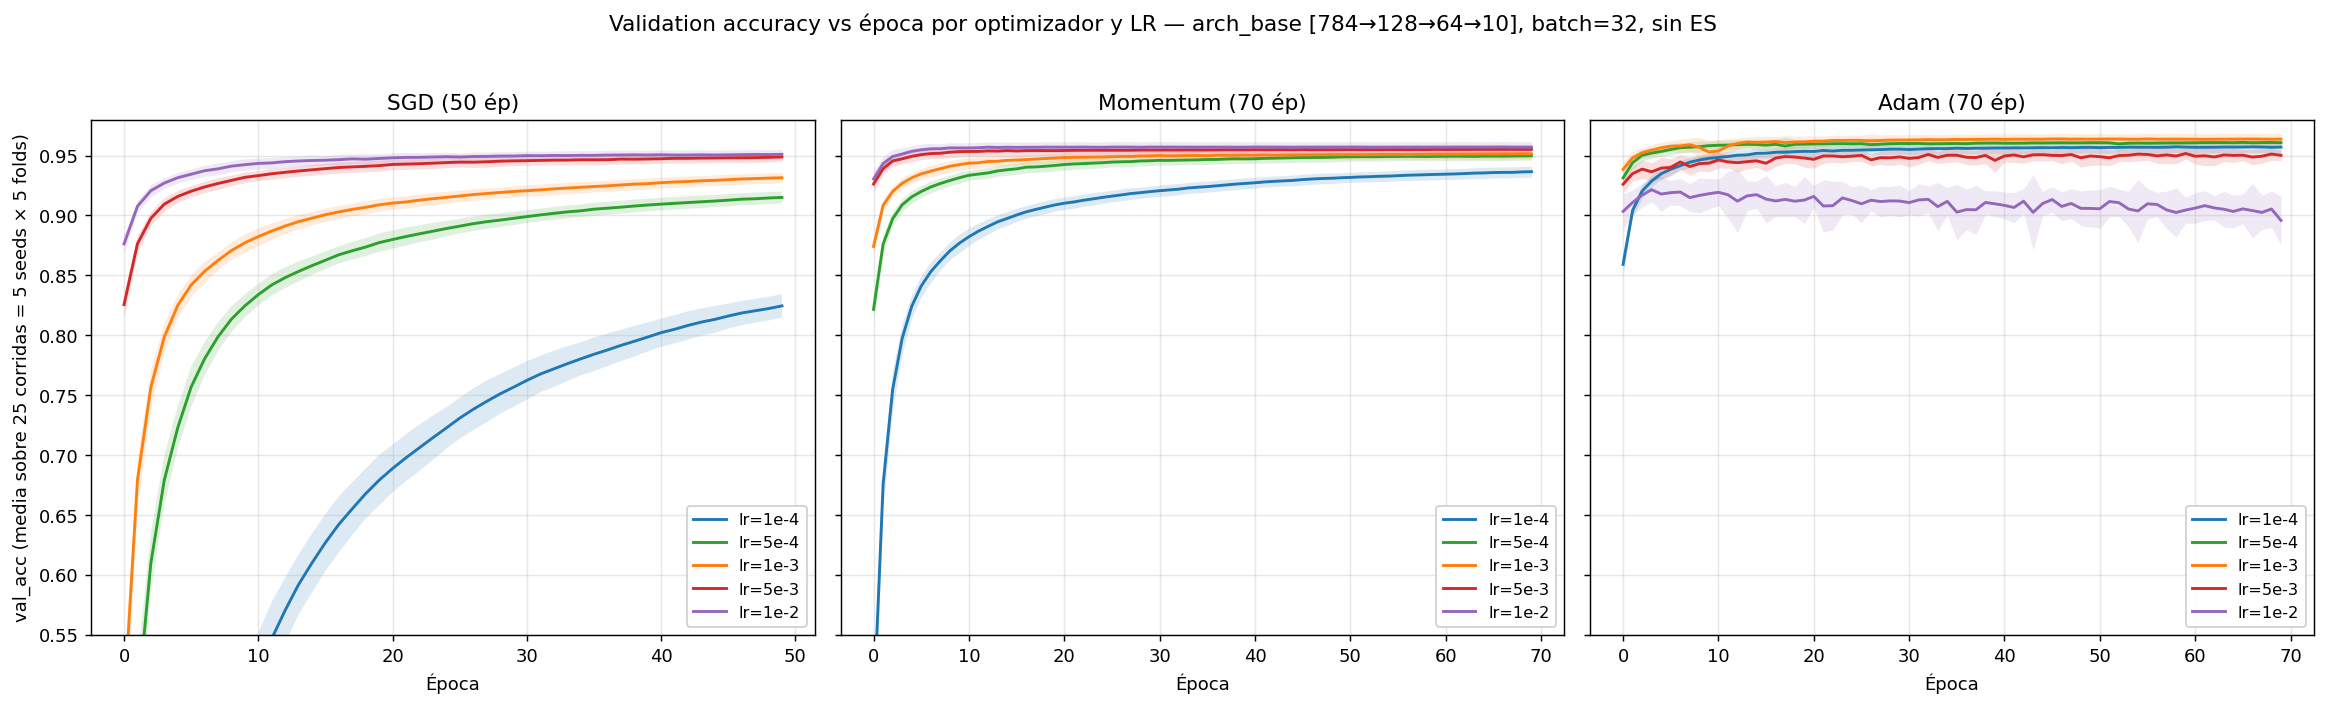 Validation accuracy vs época por optimizador y LR — arch_base [784→128→64→10], batch=32, sin ES
SGD (50 ép)
val_acc (media sobre 25 corridas = 5 seeds × 5 folds)
0.95
0.90
0.85
0.80
0.75
0.70
0.65
0.60
0.55
lr=1e-4
lr=5e-4
lr=1e-3
lr=5e-3
lr=1e-2
0 10 20 30 40 50
Época
Momentum (70 ép)
lr=1e-4
lr=5e-4
lr=1e-3
lr=5e-3
lr=1e-2
0 10 20 30 40 50 60 70
Época
Adam (70 ép)
lr=1e-4
lr=5e-4
lr=1e-3
lr=5e-3
lr=1e-2
0 10 20 30 40 50 60 70
Época